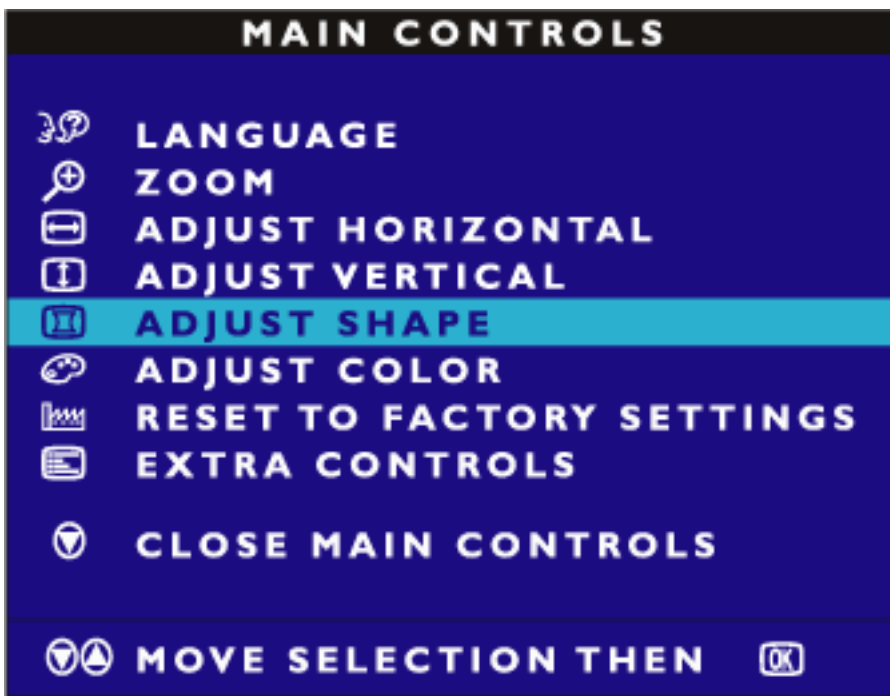 MAIN CONTROLS
LANGUAGE
ZOOM
ADJUST HORIZONTAL
ADJUST VERTICAL
ADJUST SHAPE
ADJUST COLOR
RESET TO FACTORY SETTINGS
EXTRA CONTROLS
CLOSE MAIN CONTROLS
MOVE SELECTION THEN OK